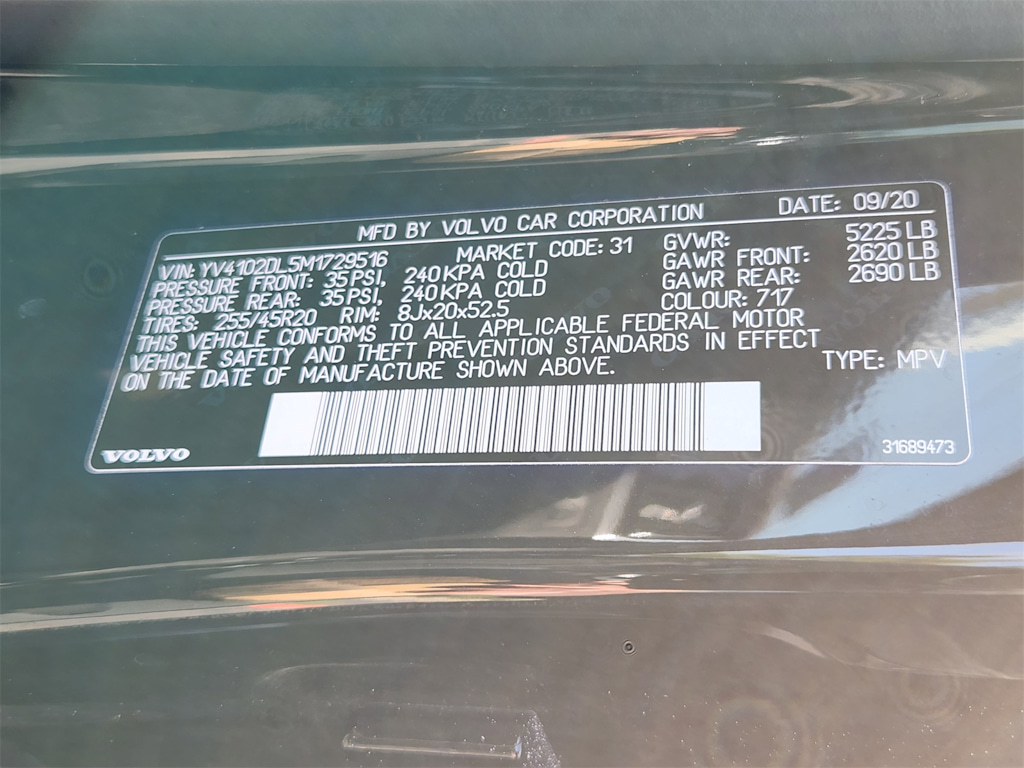 MFD BY VOLVO CAR CORPORATION DATE: 09/20
VIN: YV4102DL5M1729516 MARKET CODE: 31 GVWR: 5225 LB
PRESSURE FRONT: 35PSI, 240KPA COLD GAWR FRONT: 2620 LB
PRESSURE REAR: 35PSI, 240KPA COLD GAWR REAR: 2690 LB
TIRES: 255/45R20 RIM: 8Jx20x52.5 COLOUR: 717
THIS VEHICLE CONFORMS TO ALL APPLICABLE FEDERAL MOTOR
VEHICLE SAFETY AND THEFT PREVENTION STANDARDS IN EFFECT
ON THE DATE OF MANUFACTURE SHOWN ABOVE. TYPE: MPV
VOLVO 31689473